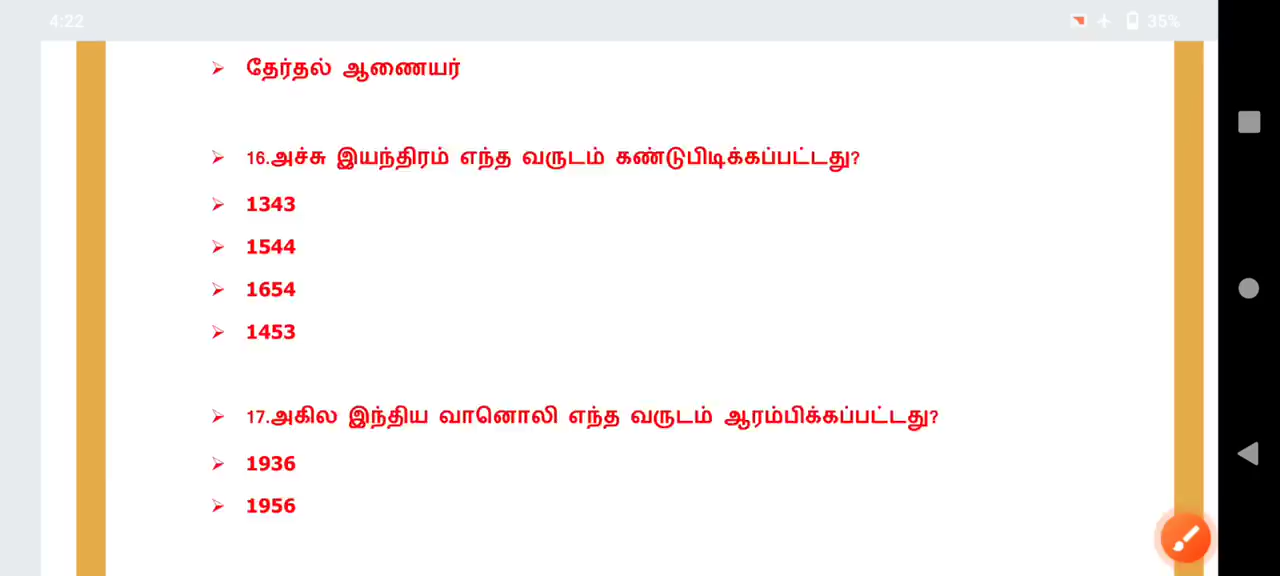 4:22
35%
➢ தேர்தல் ஆணையர்
➢ 16.அச்சு இயந்திரம் எந்த வருடம் கண்டுபிடிக்கப்பட்டது?
➢ 1343
➢ 1544
➢ 1654
➢ 1453
➢ 17.அகில இந்திய வானொலி எந்த வருடம் ஆரம்பிக்கப்பட்டது?
➢ 1936
➢ 1956